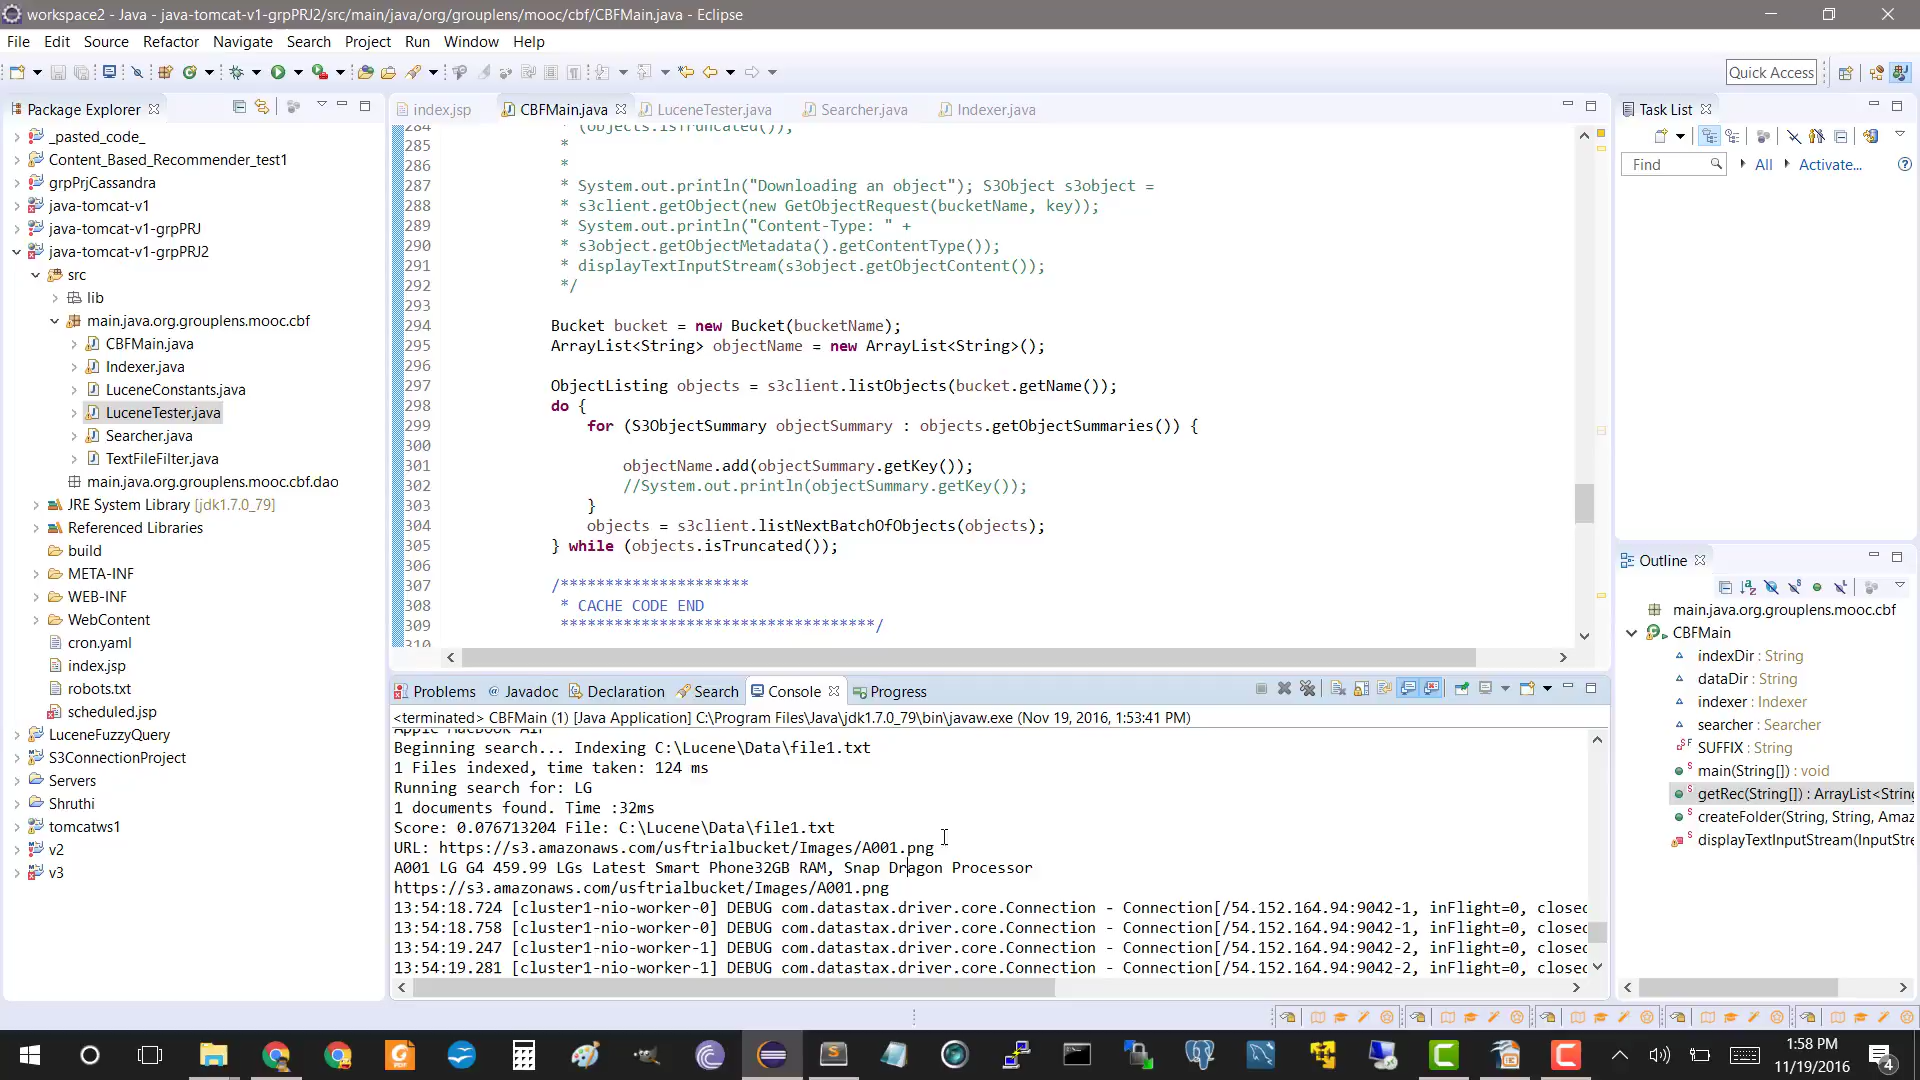 workspace2 - Java - java-tomcat-v1-grpPRJ2/src/main/java/org/grouplens/mooc/cbf/CBFMain.java - Eclipse
File Edit Source Refactor Navigate Search Project Run Window Help
Quick Access
Package Explorer
_pasted_code_
Content_Based_Recommender_test1
grpPrjCassandra
java-tomcat-v1
java-tomcat-v1-grpPRJ
java-tomcat-v1-grpPRJ2
src
lib
main.java.org.grouplens.mooc.cbf
CBFMain.java
Indexer.java
LuceneConstants.java
LuceneTester.java
Searcher.java
TextFileFilter.java
main.java.org.grouplens.mooc.cbf.dao
JRE System Library [jdk1.7.0_79]
Referenced Libraries
build
META-INF
WEB-INF
WebContent
cron.yaml
index.jsp
robots.txt
scheduled.jsp
LuceneFuzzyQuery
S3ConnectionProject
Servers
Shruthi
tomcatws1
v2
v3
index.jsp CBFMain.java LuceneTester.java Searcher.java Indexer.java
284 * (objects.isTruncated());
285 *
286 *
287 * System.out.println("Downloading an object"); S3Object s3object =
288 * s3client.getObject(new GetObjectRequest(bucketName, key));
289 * System.out.println("Content-Type: " +
290 * s3object.getObjectMetadata().getContentType());
291 * displayTextInputStream(s3object.getObjectContent());
292 */
293
294 Bucket bucket = new Bucket(bucketName);
295 ArrayList<String> objectName = new ArrayList<String>();
296
297 ObjectListing objects = s3client.listObjects(bucket.getName());
298 do {
299 for (S3ObjectSummary objectSummary : objects.getObjectSummaries()) {
300
301 objectName.add(objectSummary.getKey());
302 //System.out.println(objectSummary.getKey());
303 }
304 objects = s3client.listNextBatchOfObjects(objects);
305 } while (objects.isTruncated());
306
307 /*********************
308 * CACHE CODE END
309 ***********************************/
310
Problems @ Javadoc Declaration Search Console Progress
<terminated> CBFMain (1) [Java Application] C:\Program Files\Java\jdk1.7.0_79\bin\javaw.exe (Nov 19, 2016, 1:53:41 PM)
Apple MacBook Air
Beginning search... Indexing C:\Lucene\Data\file1.txt
1 Files indexed, time taken: 124 ms
Running search for: LG
1 documents found. Time :32ms
Score: 0.076713204 File: C:\Lucene\Data\file1.txt
URL: https://s3.amazonaws.com/usftrialbucket/Images/A001.png
A001 LG G4 459.99 LGs Latest Smart Phone32GB RAM, Snap Dragon Processor
https://s3.amazonaws.com/usftrialbucket/Images/A001.png
13:54:18.724 [cluster1-nio-worker-0] DEBUG com.datastax.driver.core.Connection - Connection[/54.152.164.94:9042-1, inFlight=0, closed
13:54:18.758 [cluster1-nio-worker-0] DEBUG com.datastax.driver.core.Connection - Connection[/54.152.164.94:9042-1, inFlight=0, closed
13:54:19.247 [cluster1-nio-worker-1] DEBUG com.datastax.driver.core.Connection - Connection[/54.152.164.94:9042-2, inFlight=0, closed
13:54:19.281 [cluster1-nio-worker-1] DEBUG com.datastax.driver.core.Connection - Connection[/54.152.164.94:9042-2, inFlight=0, closed
Task List
Find All Activate...
Outline
main.java.org.grouplens.mooc.cbf
CBFMain
indexDir : String
dataDir : String
indexer : Indexer
searcher : Searcher
SUFFIX : String
main(String[]) : void
getRec(String[]) : ArrayList<String
createFolder(String, String, Amaz
displayTextInputStream(InputStre
1:58 PM
11/19/2016
4